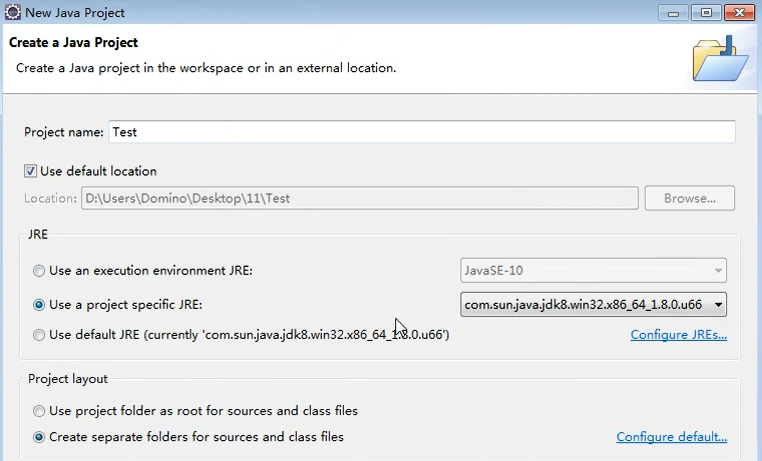 New Java Project
Create a Java Project
Create a Java project in the workspace or in an external location.
Project name: Test
Use default location
Location: D:\Users\Domino\Desktop\11\Test Browse...
JRE
Use an execution environment JRE: JavaSE-10
Use a project specific JRE: com.sun.java.jdk8.win32.x86_64_1.8.0.u66
Use default JRE (currently 'com.sun.java.jdk8.win32.x86_64_1.8.0.u66') Configure JREs...
Project layout
Use project folder as root for sources and class files
Create separate folders for sources and class files Configure default...